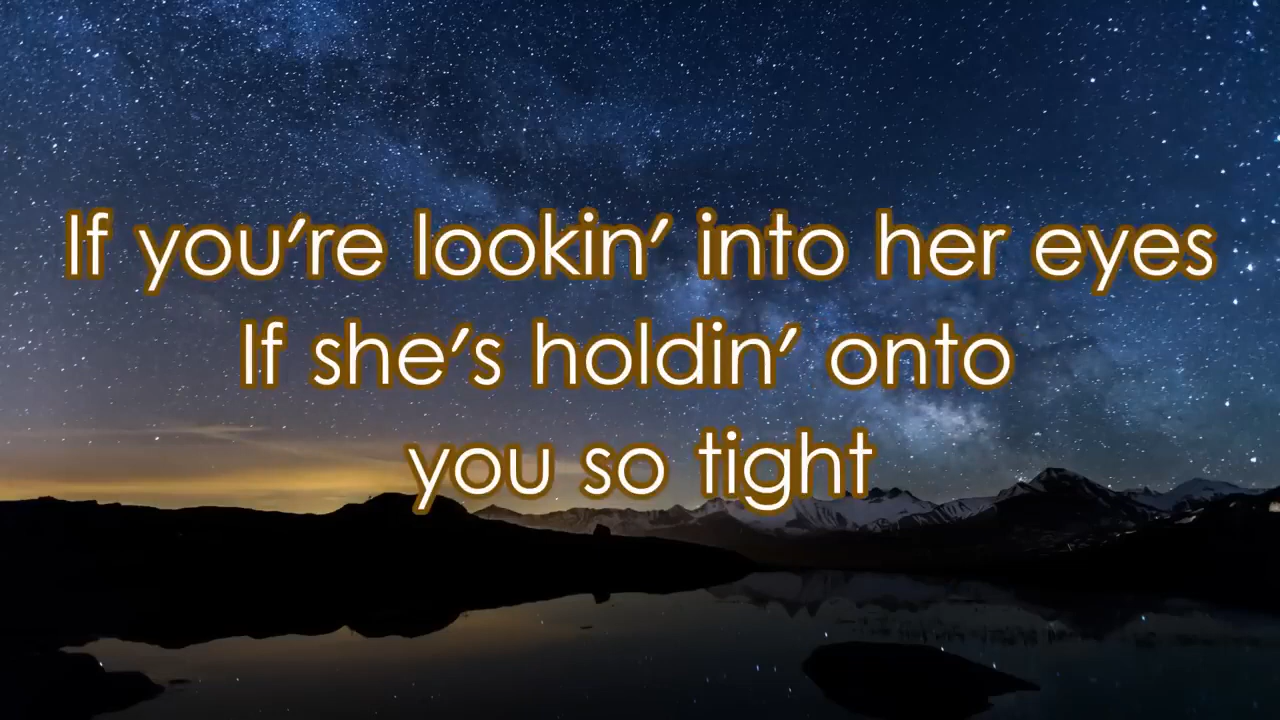 If you're lookin' into her eyes
If she's holdin' onto
you so tight